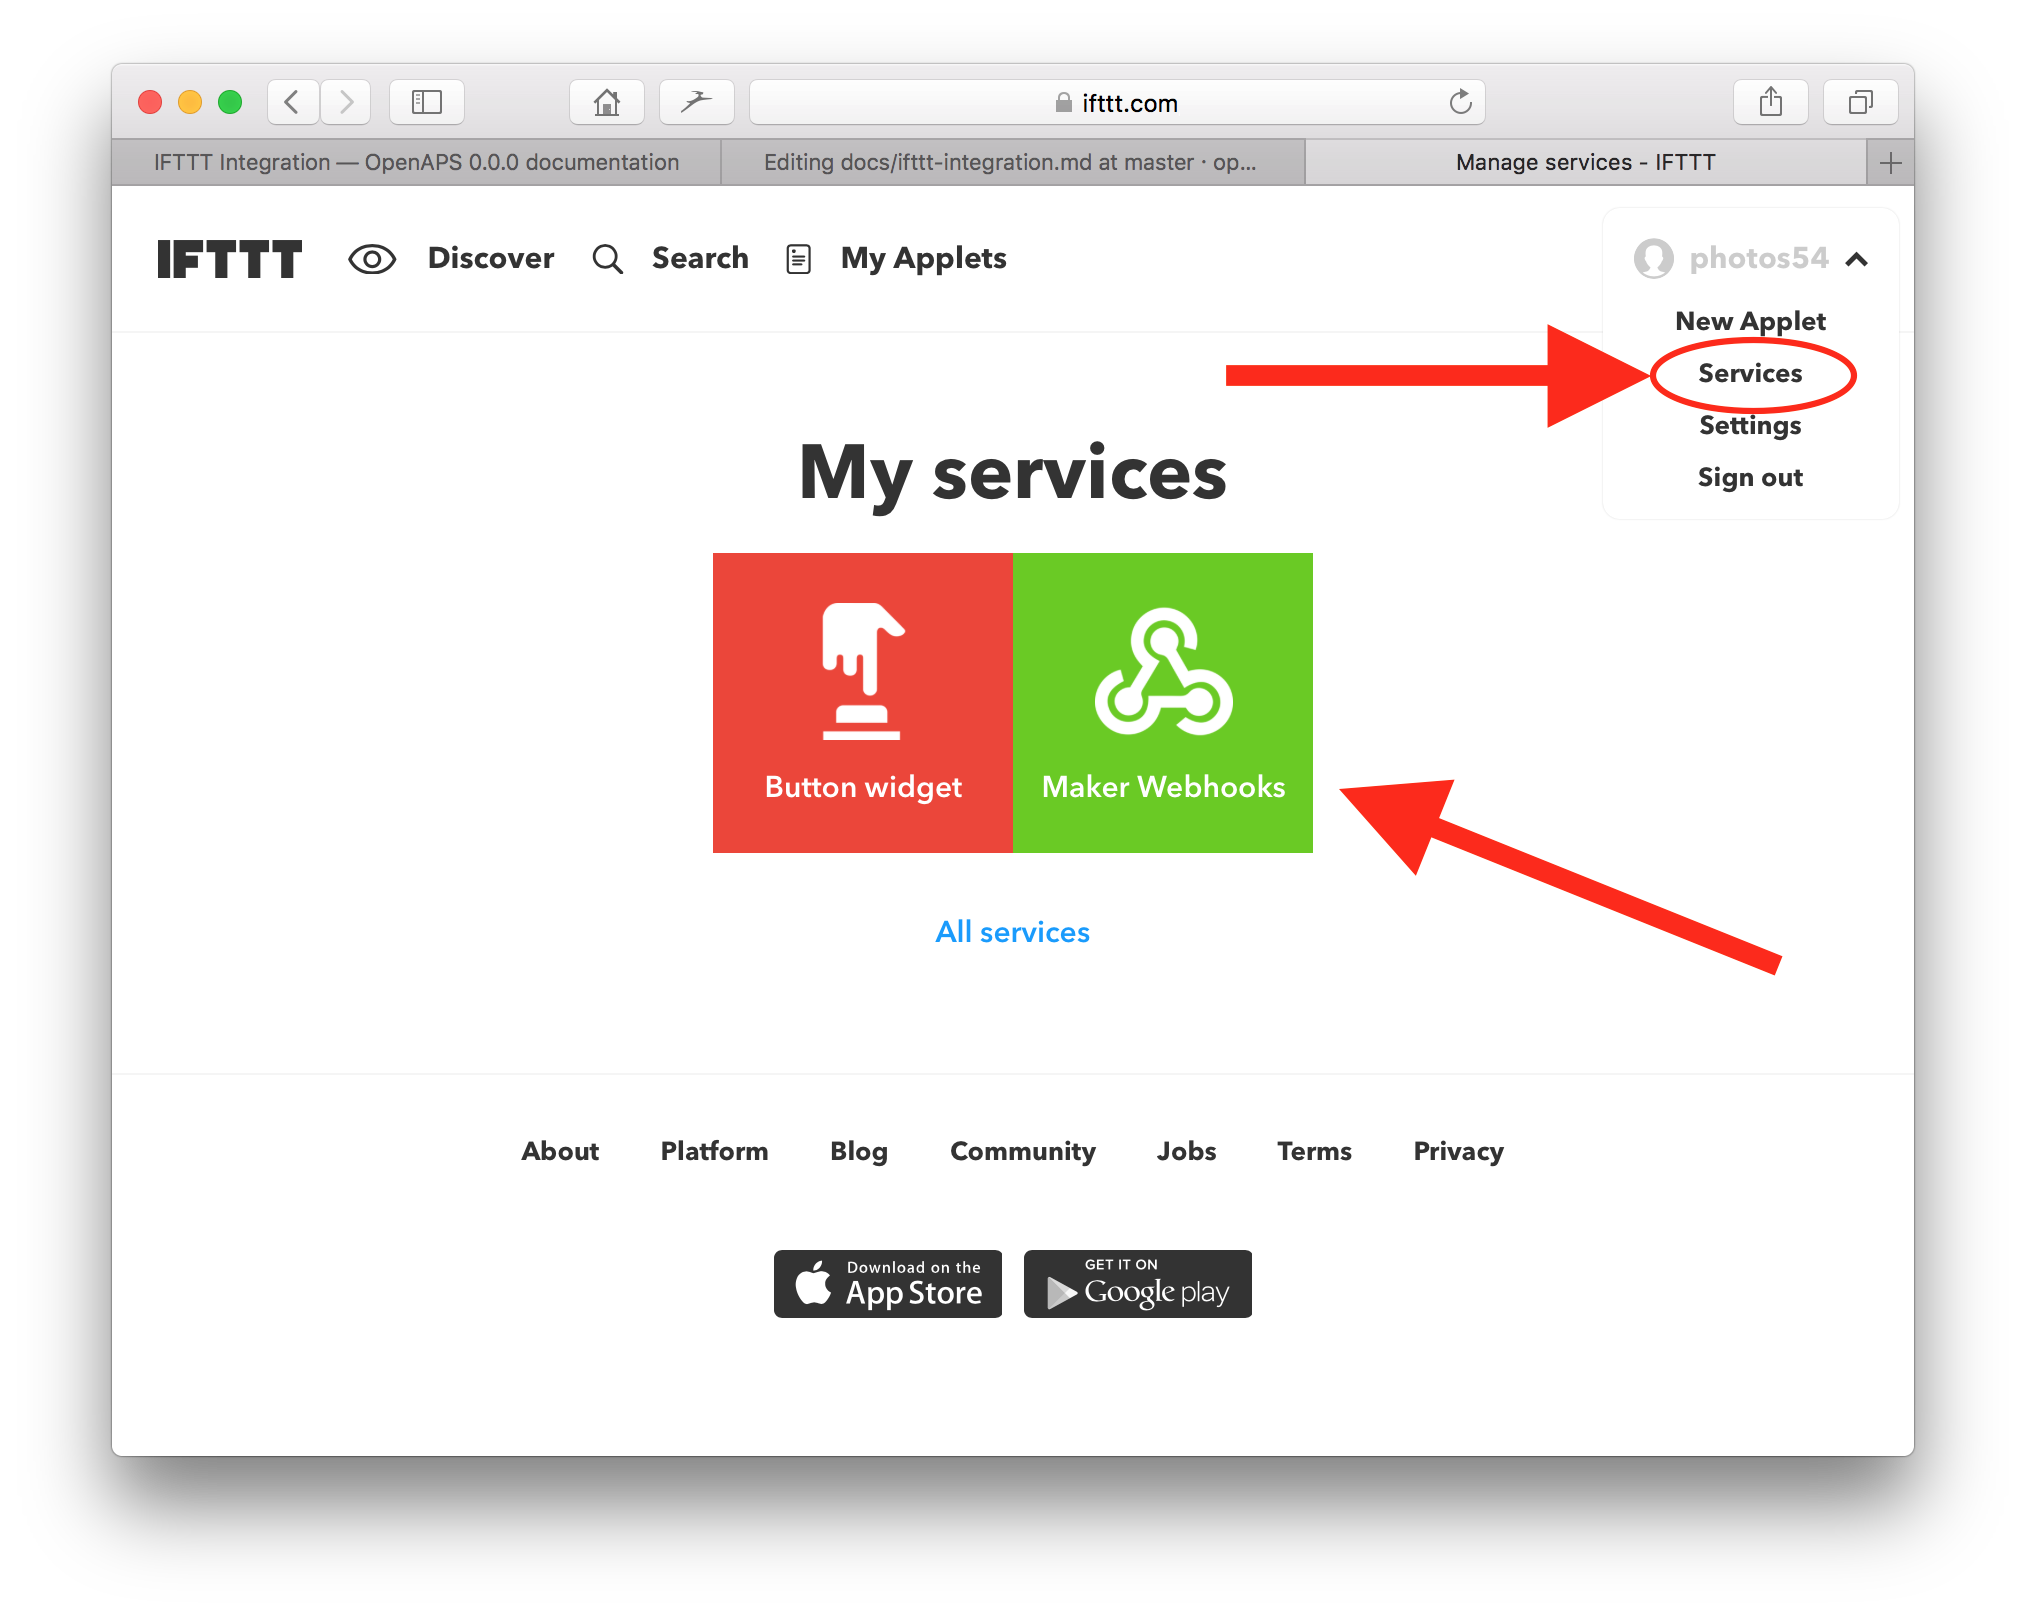 ifttt.com
IFTTT Integration — OpenAPS 0.0.0 documentation
Editing docs/ifttt-integration.md at master · op...
Manage services - IFTTT
IFTTT
Discover
Search
My Applets
photos54
New Applet
Services
Settings
Sign out
My services
Button widget
Maker Webhooks
All services
About
Platform
Blog
Community
Jobs
Terms
Privacy
Download on the
App Store
GET IT ON
Google play